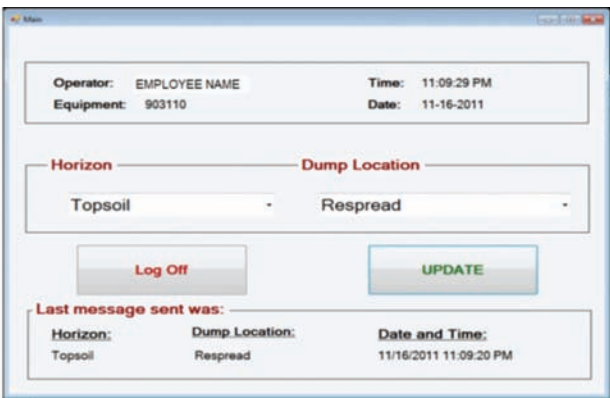 Main
Operator: EMPLOYEE NAME Time: 11:09:29 PM
Equipment: 903110 Date: 11-16-2011
Horizon Dump Location
Topsoil Respread
Log Off UPDATE
Last message sent was:
Horizon: Dump Location: Date and Time:
Topsoil Respread 11/16/2011 11:09:20 PM